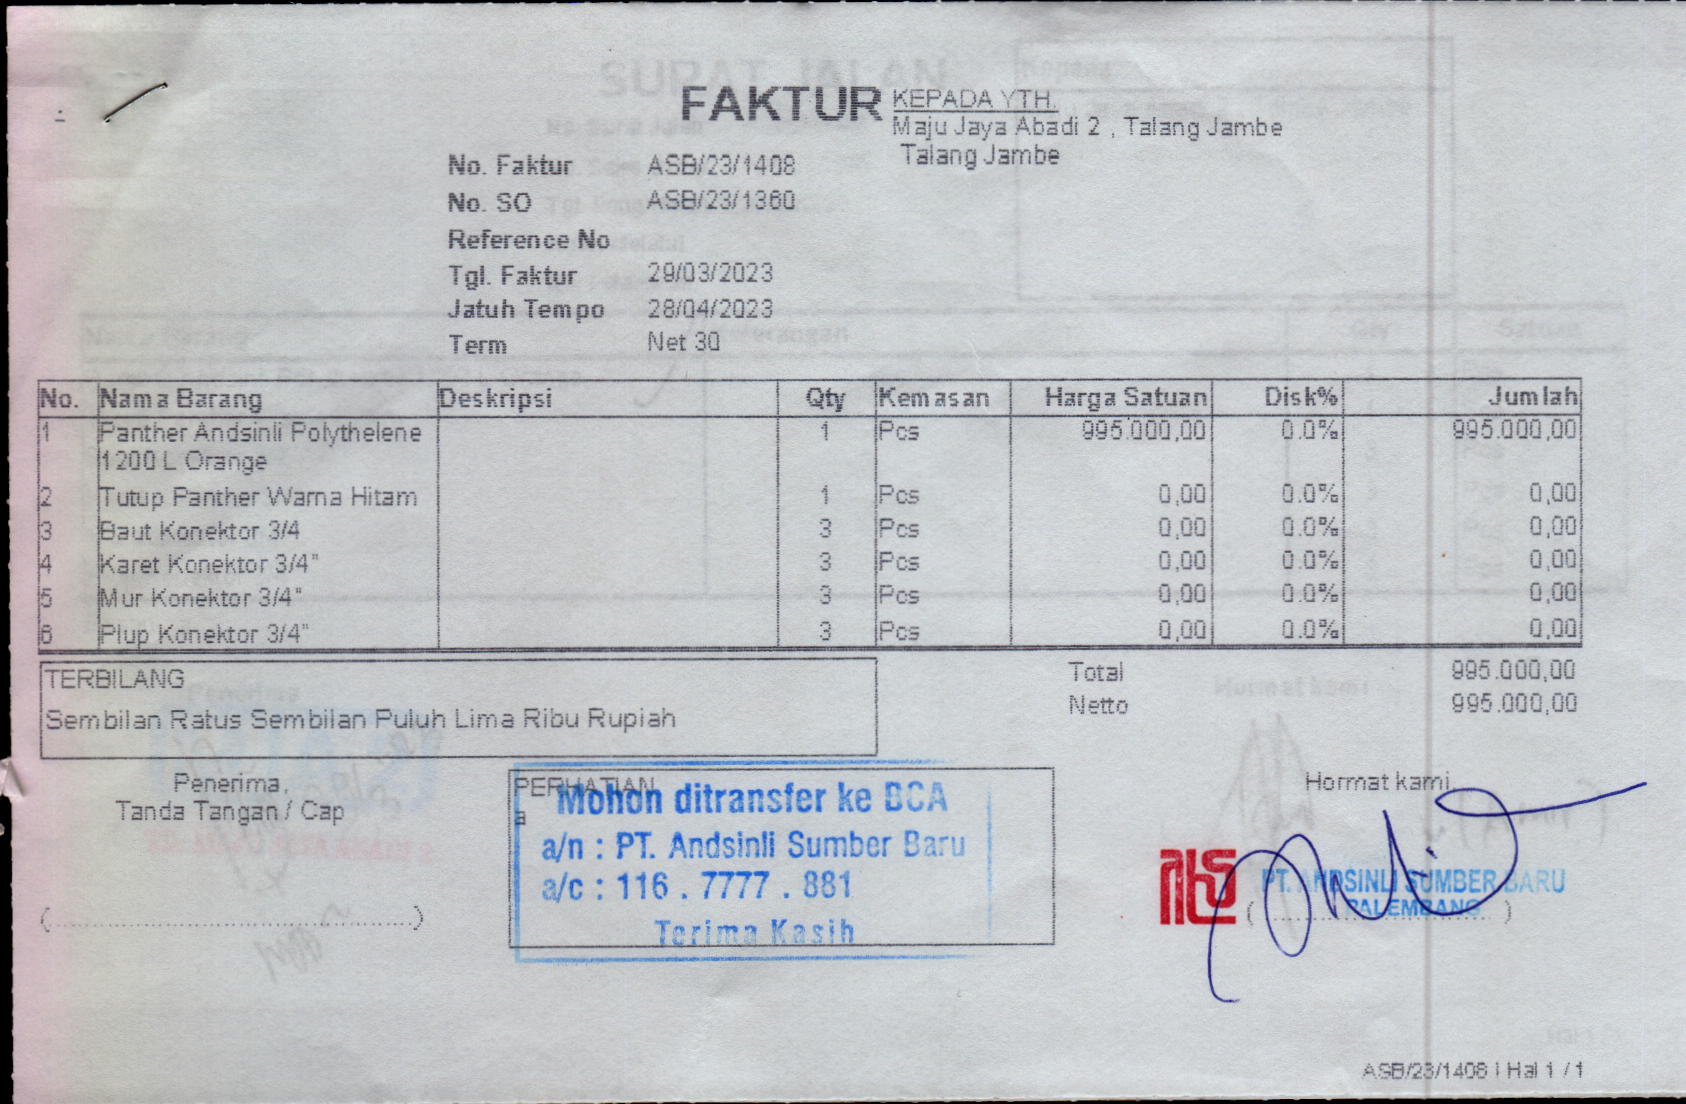 FAKTUR
KEPADA YTH.
Maju Jaya Abadi 2 , Talang Jambe
Talang Jambe
No. Faktur ASB/23/1408
No. SO ASB/23/1360
Reference No
Tgl. Faktur 29/03/2023
Jatuh Tempo 28/04/2023
Term Net 30
No. Nama Barang Deskripsi Qty Kemasan Harga Satuan Disk% Jumlah
1 Panther Andsinli Polythelene 1 Pcs 995.000,00 0.0% 995.000,00
1200 L Orange
2 Tutup Panther Warna Hitam 1 Pcs 0,00 0.0% 0,00
3 Baut Konektor 3/4 3 Pcs 0,00 0.0% 0,00
4 Karet Konektor 3/4" 3 Pcs 0,00 0.0% 0,00
5 Mur Konektor 3/4" 3 Pcs 0,00 0.0% 0,00
6 Plup Konektor 3/4" 3 Pcs 0,00 0.0% 0,00
TERBILANG
Sembilan Ratus Sembilan Puluh Lima Ribu Rupiah
Total 995.000,00
Netto 995.000,00
Penerima,
Tanda Tangan / Cap
(........................................)
PERHATIAN
a
Mohon ditransfer ke BCA
a/n : PT. Andsinli Sumber Baru
a/c : 116 . 7777 . 881
Terima Kasih
Hormat kami,
PT. ANDSINLI SUMBER BARU
PALEMBANG
ASB/23/1408 | Hal 1 / 1